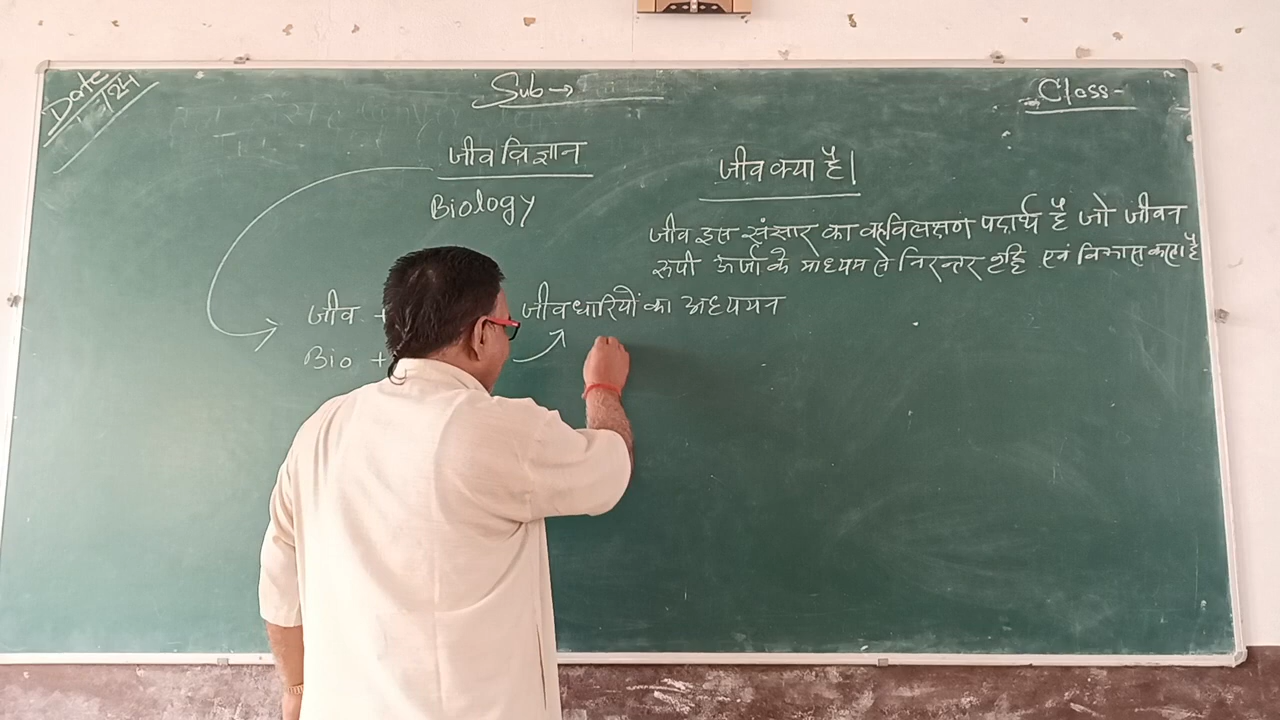 Date
/24
Sub→
Class-
जीव विज्ञान
Biology
जीव क्या है।
जीव इस संसार का वह विलक्षण पदार्थ है जो जीवन
रूपी ऊर्जा के माध्यम से निरन्तर वृद्धि एवं विकास करता है
जीव +
जीवधारियों का अध्ययन
Bio +